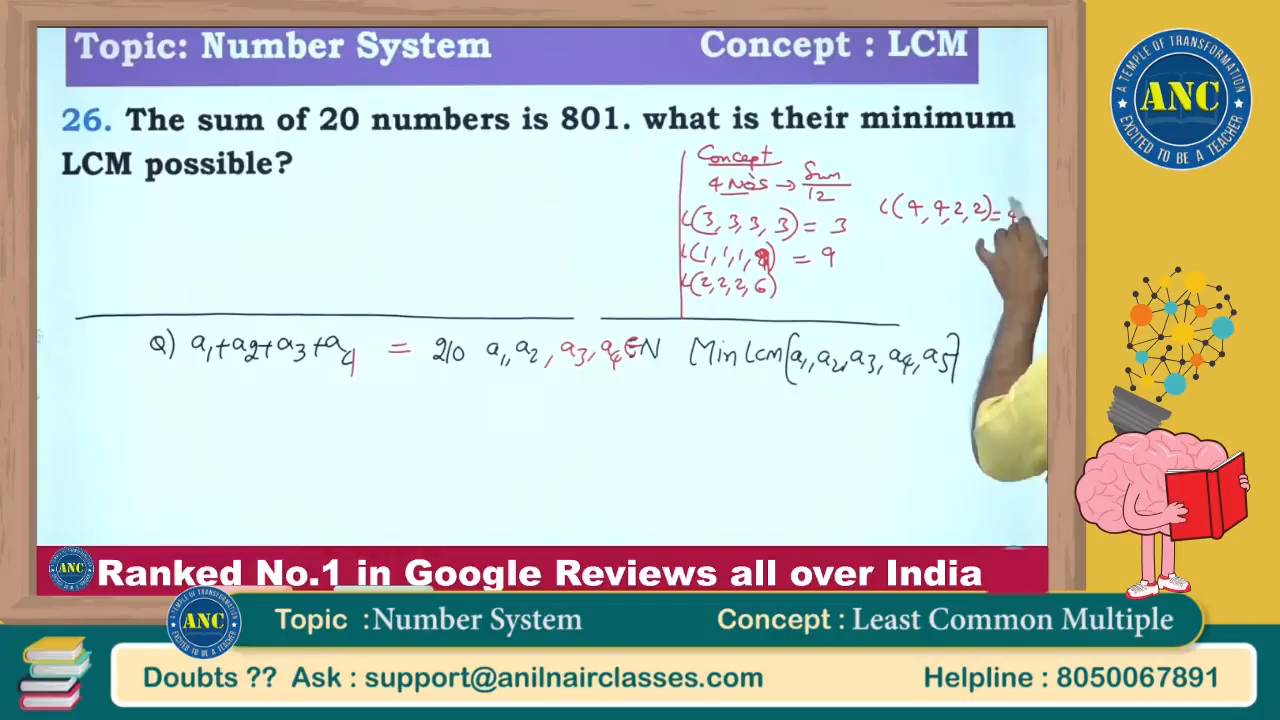 Topic: Number System Concept : LCM
A TEMPLE OF TRANSFORMATION
ANC
EXCITED TO BE A TEACHER
26. The sum of 20 numbers is 801. what is their minimum
LCM possible?
Concept
4 Nos → Sum
12
L(3, 3, 3, 3) = 3
L(4, 4, 2, 2) =
L(1, 1, 1, 9) = 9
L(2, 2, 2, 6)
Q) a1+a2+a3+a4 = 210 a1, a2, a3, a4 EN Min Lcm[a1, a2, a3, a4, a5]
ANC
Ranked No.1 in Google Reviews all over India
ANC
Topic : Number System Concept : Least Common Multiple
Doubts ?? Ask : support@anilnairclasses.com Helpline : 8050067891